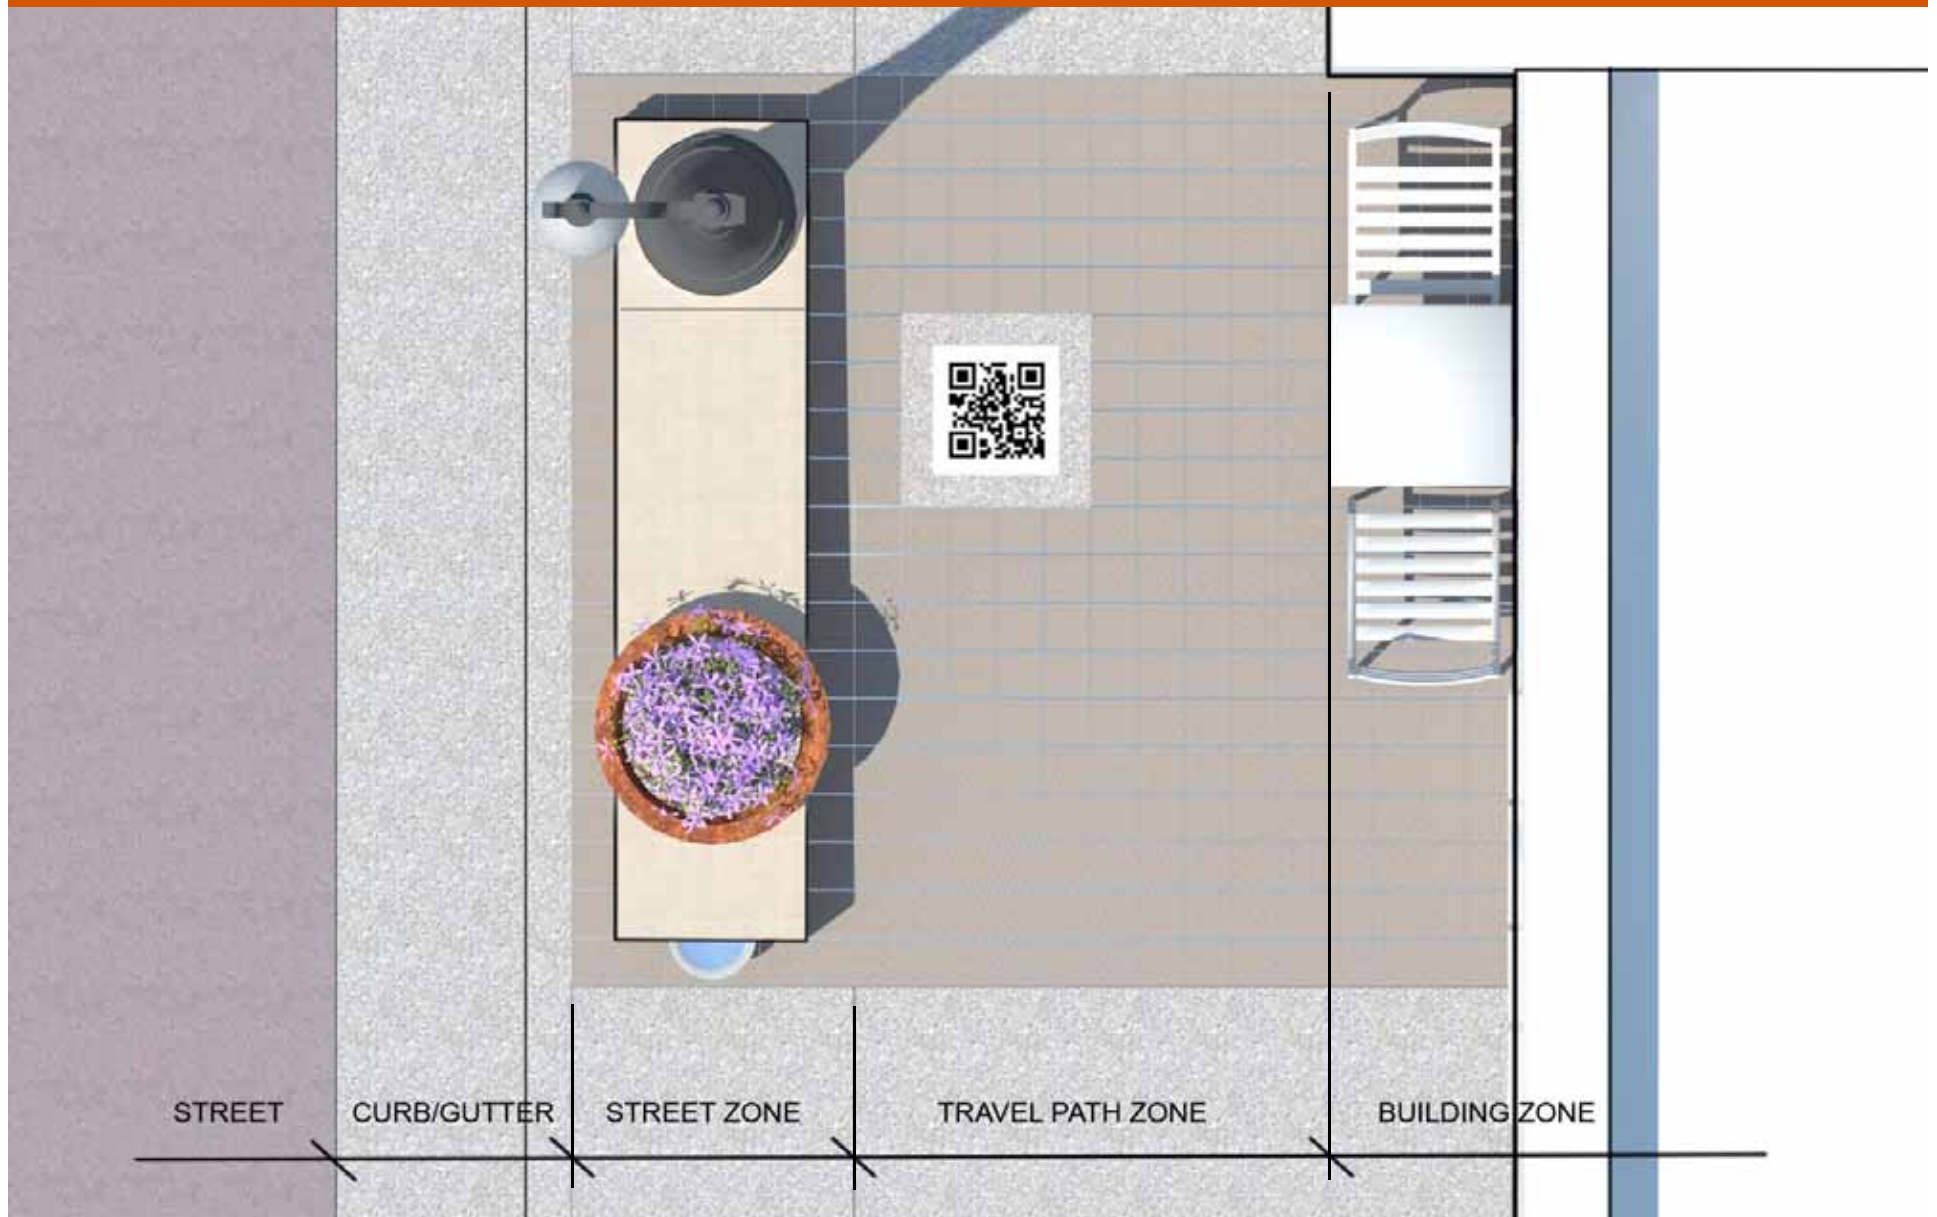 STREET
CURB/GUTTER
STREET ZONE
TRAVEL PATH ZONE
BUILDING ZONE